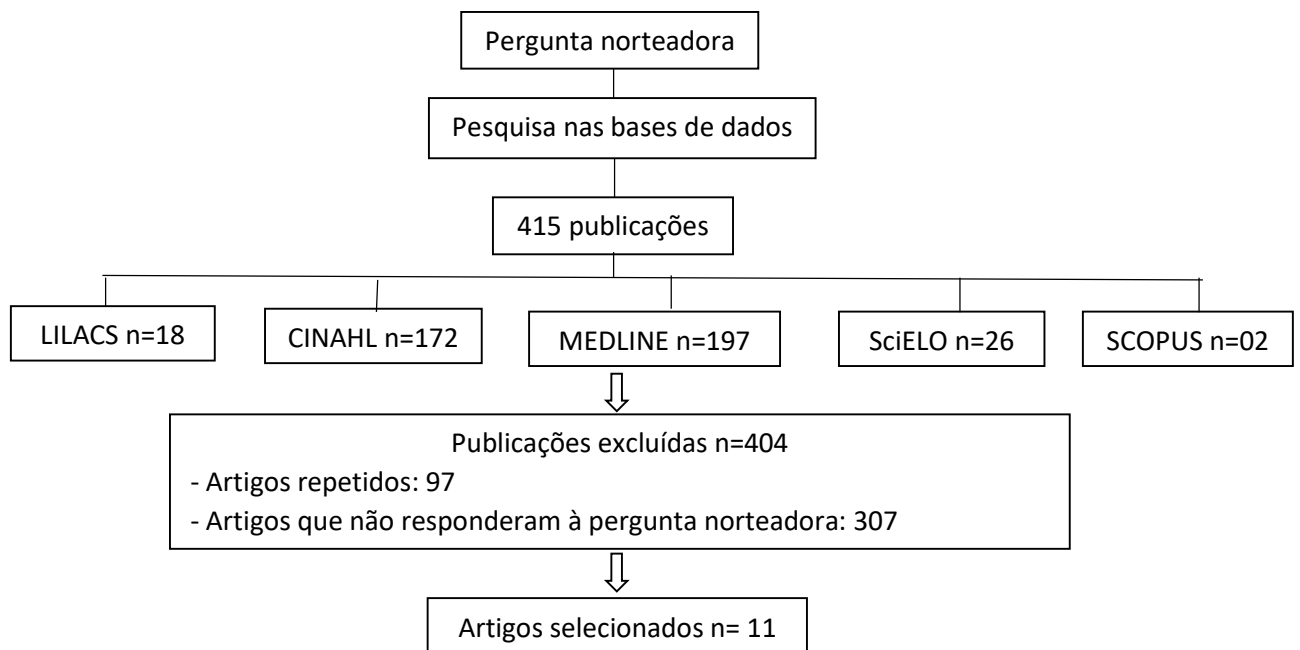 Pergunta norteadora
Pesquisa nas bases de dados
415 publicações
LILACS n=18
CINAHL n=172
MEDLINE n=197
SciELO n=26
SCOPUS n=02
Publicações excluídas n=404
- Artigos repetidos: 97
- Artigos que não responderam à pergunta norteadora: 307
Artigos selecionados n= 11